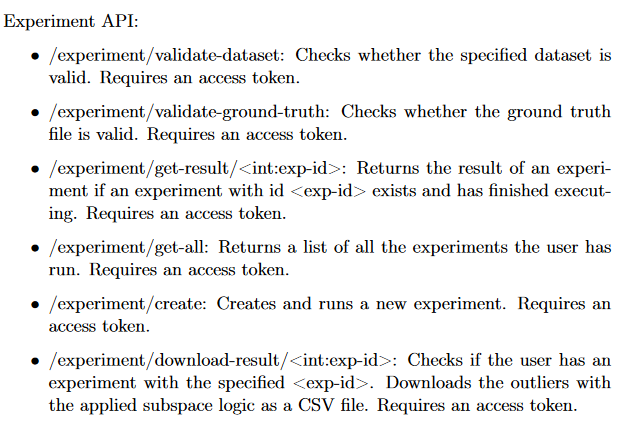 Experiment API:
• /experiment/validate-dataset: Checks whether the specified dataset is
valid. Requires an access token.
• /experiment/validate-ground-truth: Checks whether the ground truth
file is valid. Requires an access token.
• /experiment/get-result/<int:exp-id>: Returns the result of an experi-
ment if an experiment with id <exp-id> exists and has finished execut-
ing. Requires an access token.
• /experiment/get-all: Returns a list of all the experiments the user has
run. Requires an access token.
• /experiment/create: Creates and runs a new experiment. Requires an
access token.
• /experiment/download-result/<int:exp-id>: Checks if the user has an
experiment with the specified <exp-id>. Downloads the outliers with
the applied subspace logic as a CSV file. Requires an access token.